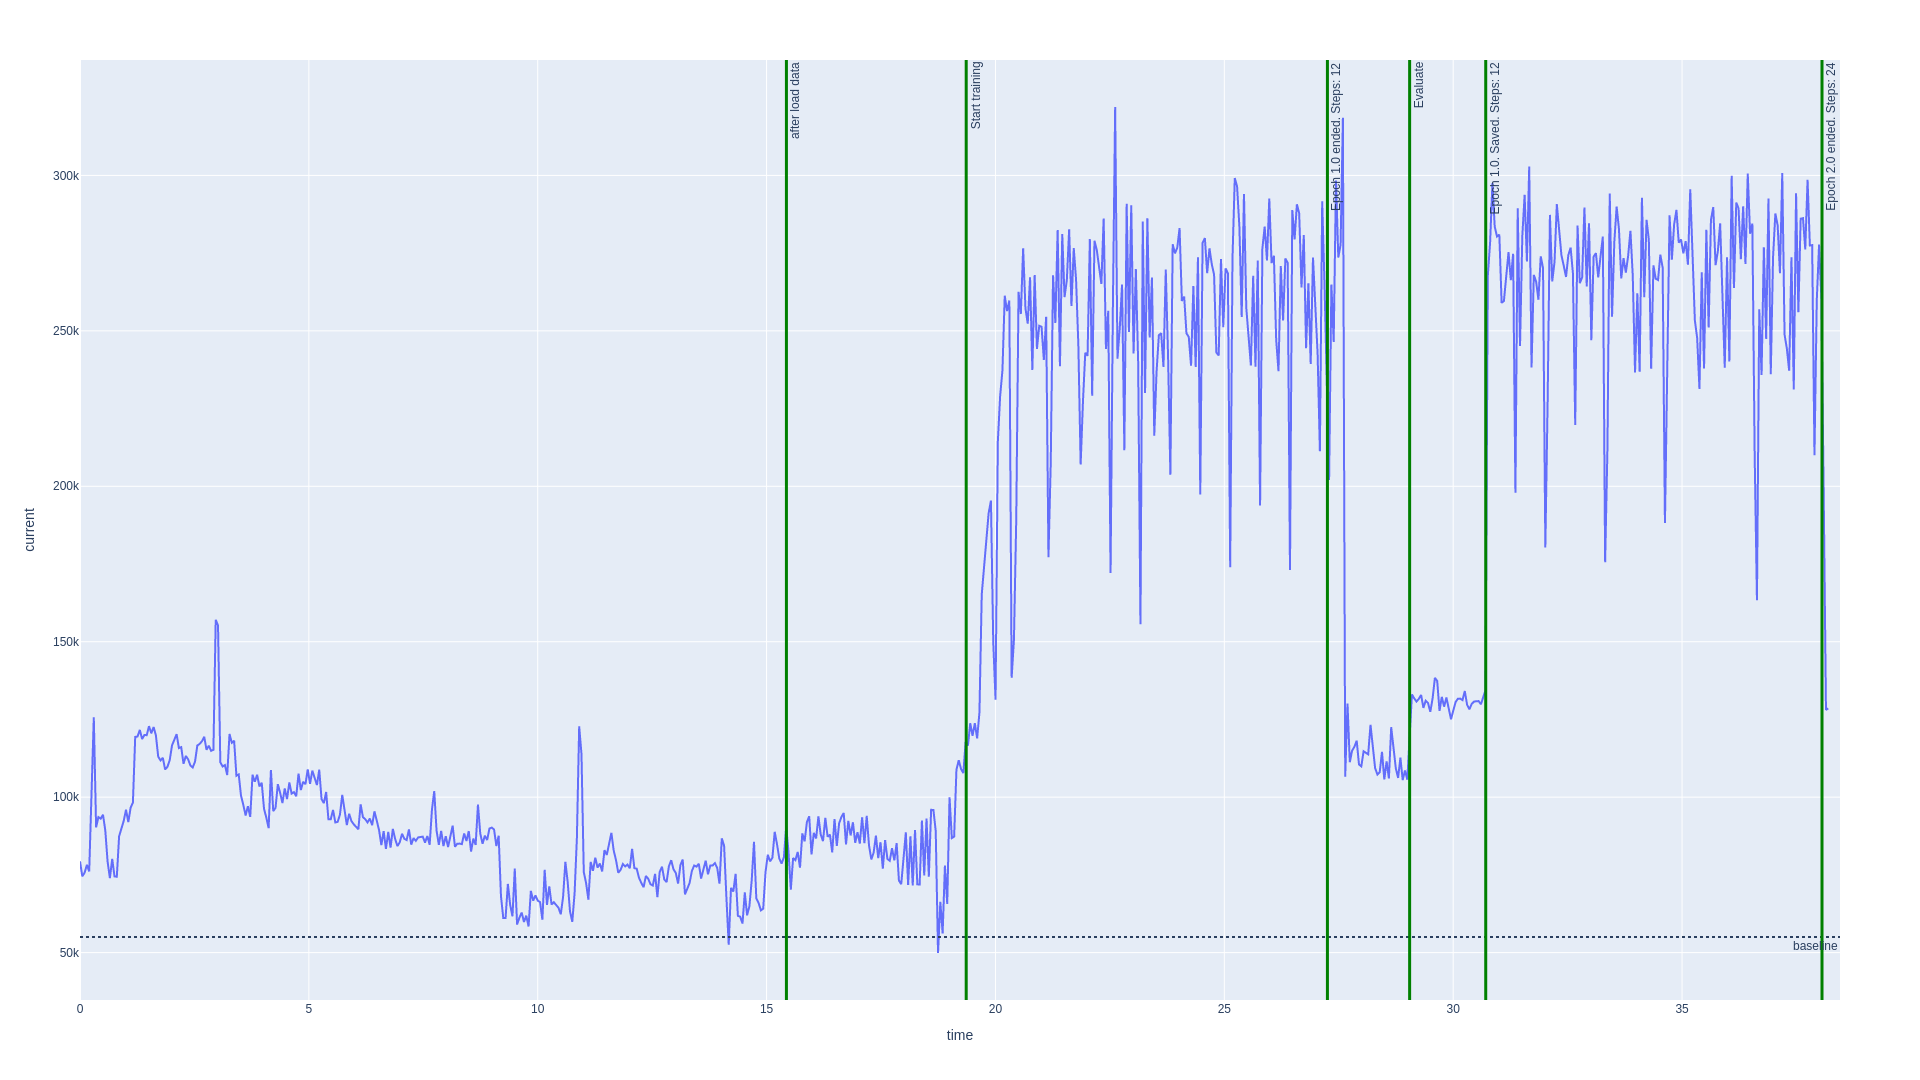 after load data
Start training
Epoch 1.0 ended. Steps: 12
Evaluate
Epoch 1.0. Saved. Steps: 12
Epoch 2.0 ended. Steps: 24
300k
250k
200k
150k
100k
50k
current
baseline
0 5 10 15 20 25 30 35
time